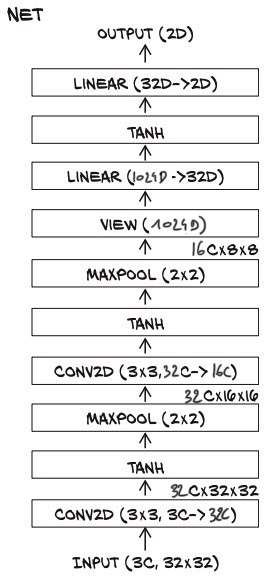 NET
OUTPUT (2D)
LINEAR (32D->2D)
TANH
LINEAR (1024D->32D)
VIEW (1024D)
16CX8X8
MAXPOOL (2X2)
TANH
CONV2D (3X3, 32C->16C)
32CX16X16
MAXPOOL (2X2)
TANH
32CX32X32
CONV2D (3X3, 3C->32C)
INPUT (3C, 32X32)